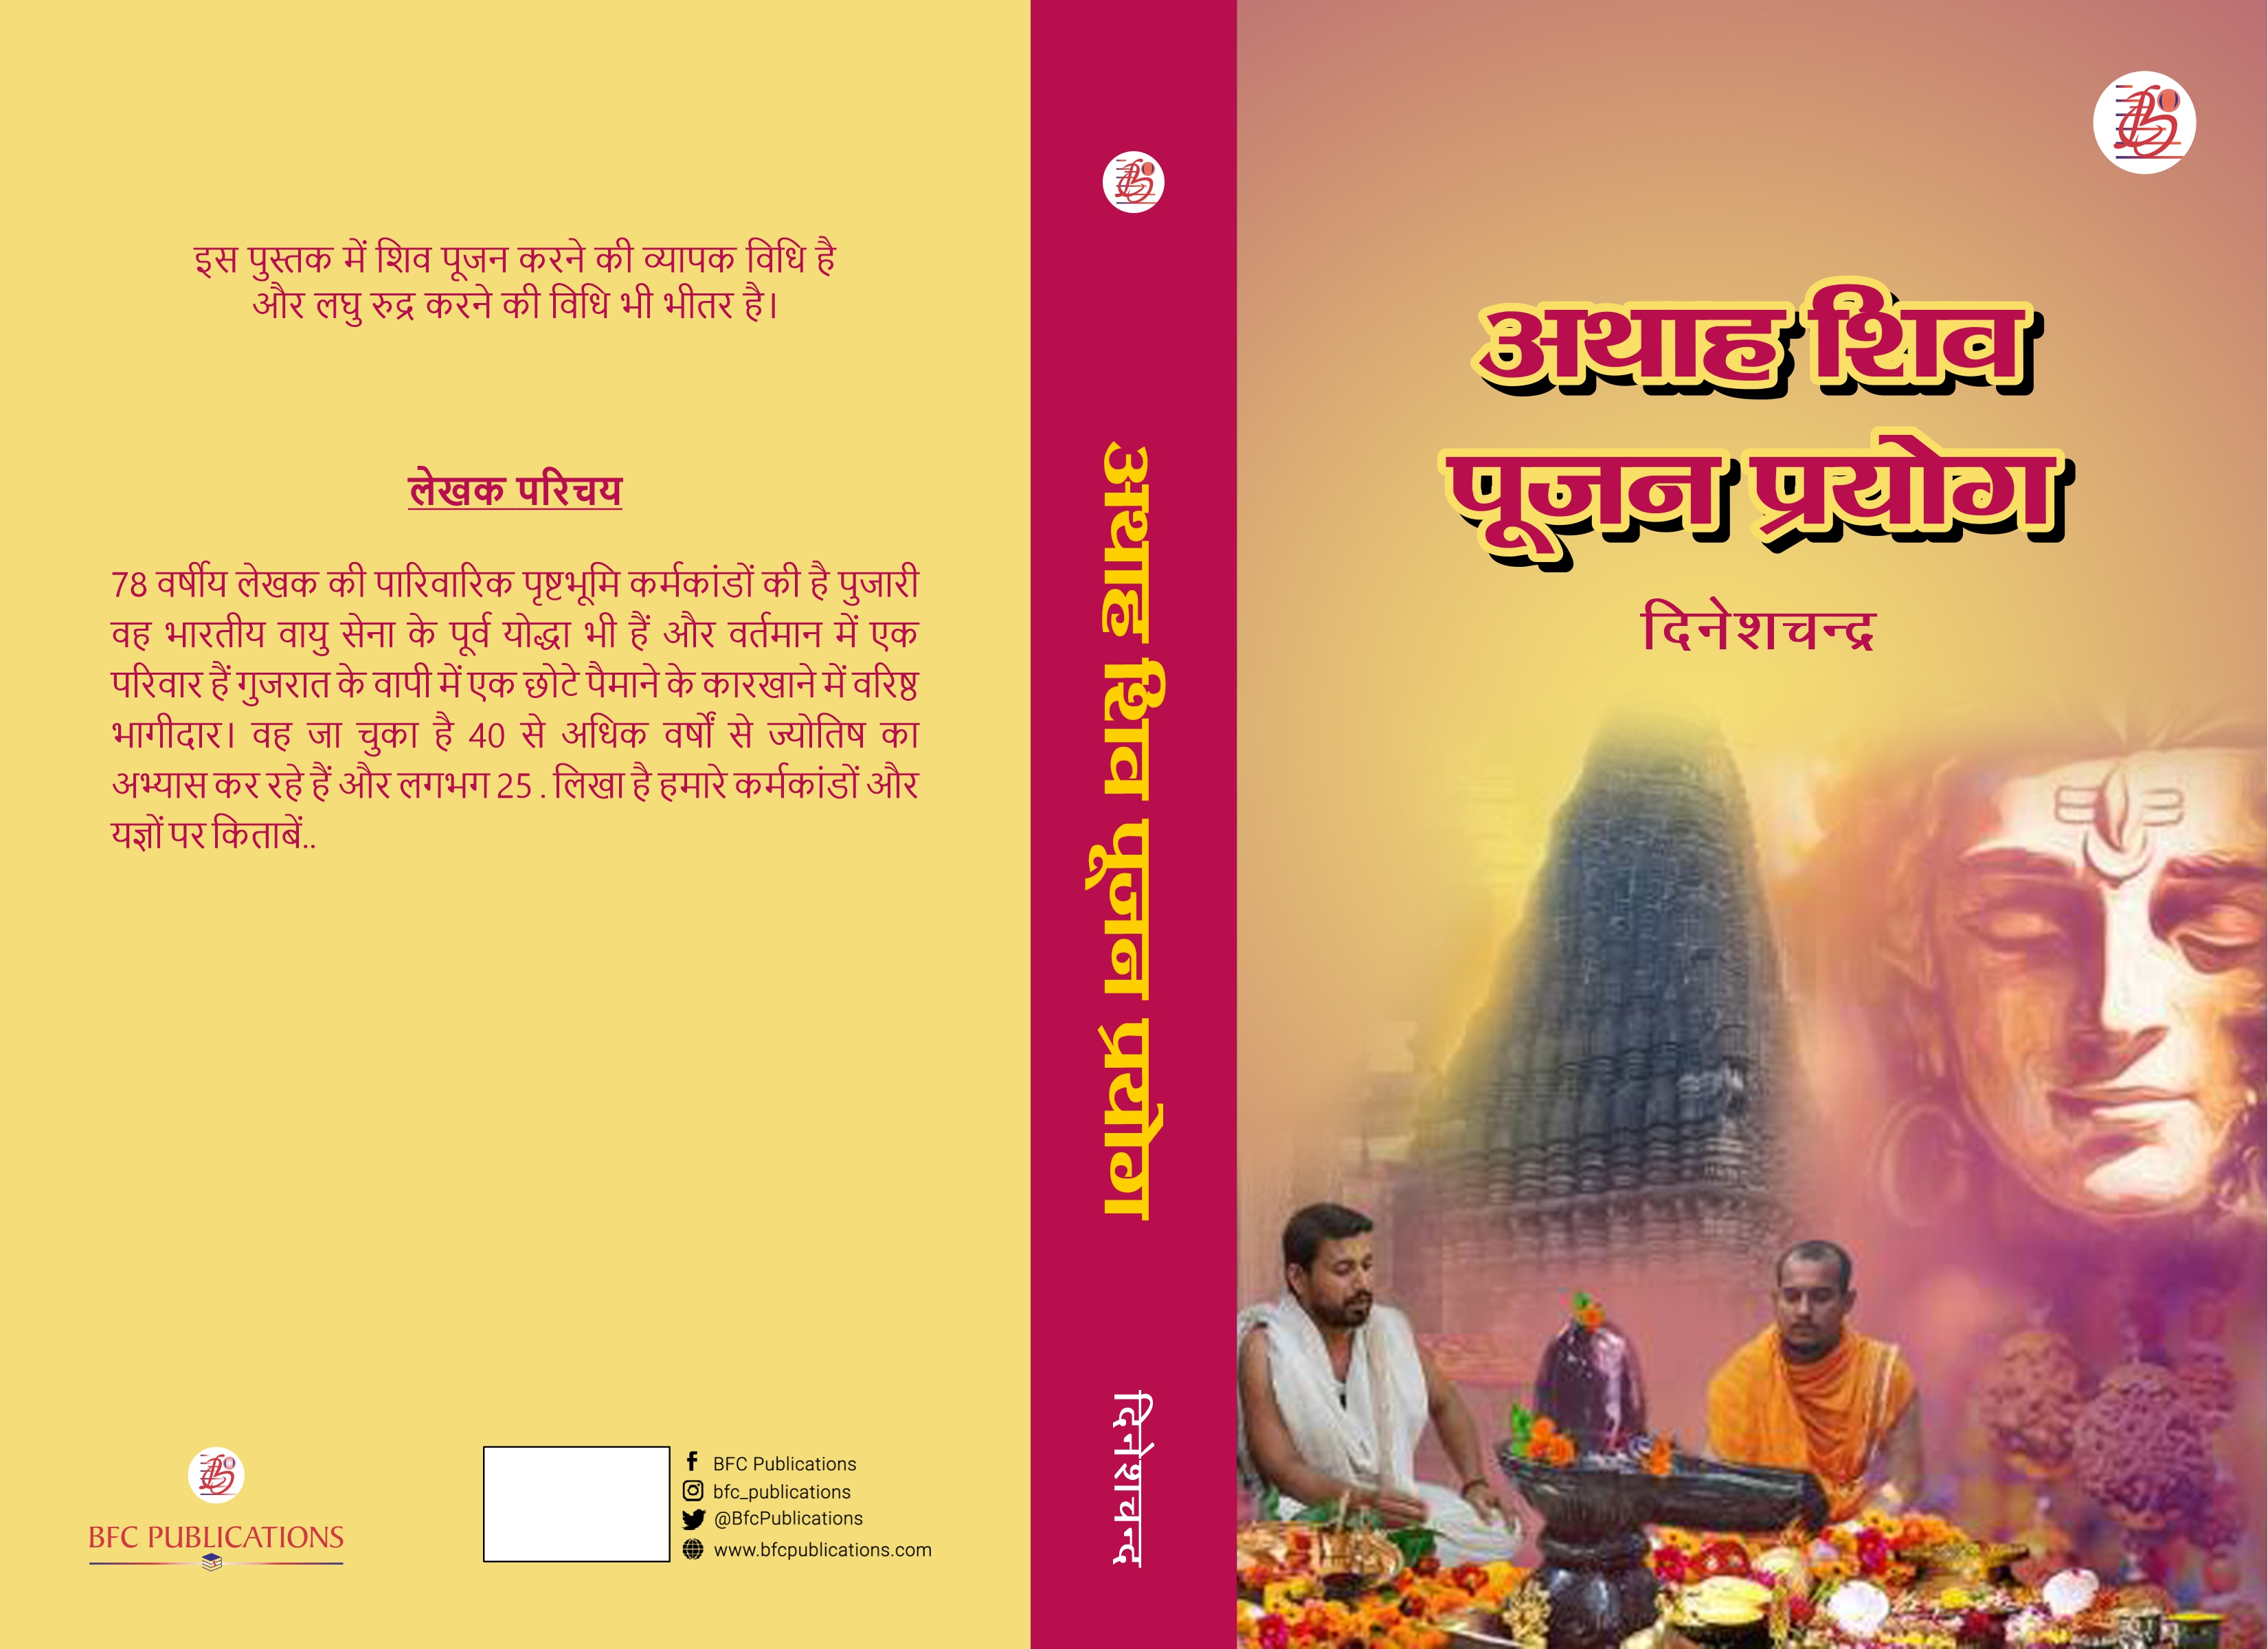 इस पुस्तक में शिव पूजन करने की व्यापक विधि है
और लघु रुद्र करने की विधि भी भीतर है।
लेखक परिचय
78 वर्षीय लेखक की पारिवारिक पृष्टभूमि कर्मकांडों की है पुजारी
वह भारतीय वायु सेना के पूर्व योद्धा भी हैं और वर्तमान में एक
परिवार हैं गुजरात के वापी में एक छोटे पैमाने के कारखाने में वरिष्ठ
भागीदार। वह जा चुका है 40 से अधिक वर्षों से ज्योतिष का
अभ्यास कर रहे हैं और लगभग 25 . लिखा है हमारे कर्मकांडों और
यज्ञों पर किताबें..
BFC PUBLICATIONS
BFC Publications
bfc_publications
@BfcPublications
www.bfcpublications.com
अथाह शिव पूजन प्रयोग
दिनेशचन्द्र
अथाह शिव
पूजन प्रयोग
दिनेशचन्द्र